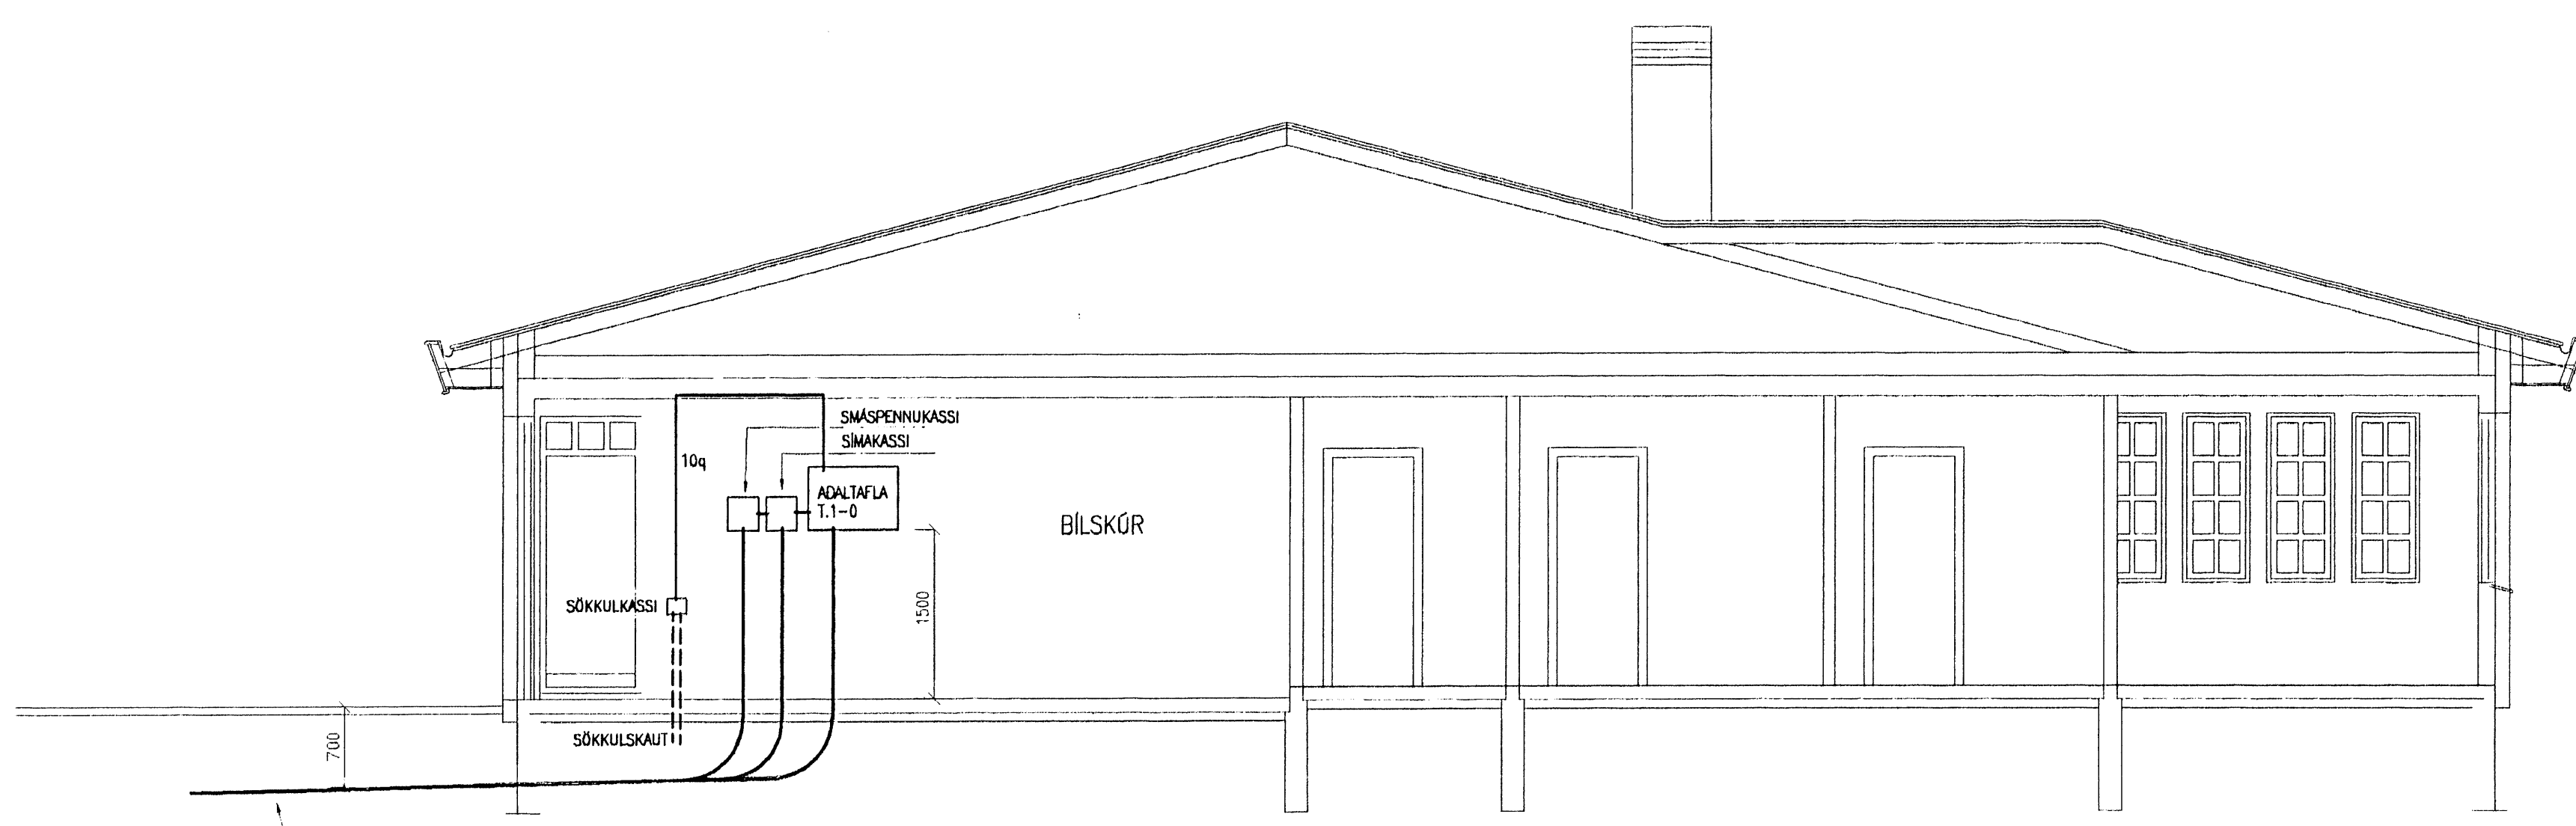 SMÁSPENNUKASSI
SÍMAKASSI
10q
ADALTAFLA
T.1-0
BÍLSKÚR
SÖKKULKASSI
1500
700
SÖKKULSKAUT